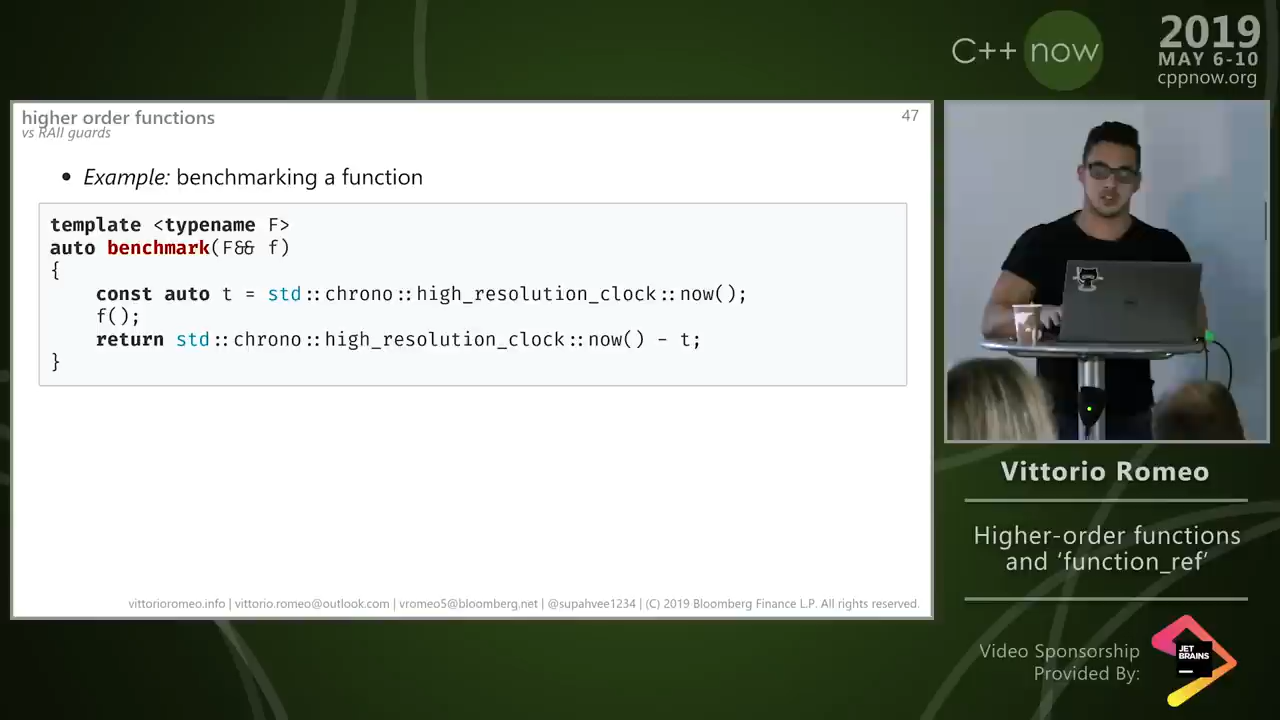 C++ now
2019
MAY 6-10
cppnow.org
higher order functions
47
vs RAII guards
• Example: benchmarking a function
template <typename F>
auto benchmark(F&& f)
{
const auto t = std::chrono::high_resolution_clock::now();
f();
return std::chrono::high_resolution_clock::now() - t;
}
vittorioromeo.info | vittorio.romeo@outlook.com | vromeo5@bloomberg.net | @supahvee1234 | (C) 2019 Bloomberg Finance L.P. All rights reserved.
Vittorio Romeo
Higher-order functions
and ‘function_ref’
Video Sponsorship
Provided By:
JET
BRAINS